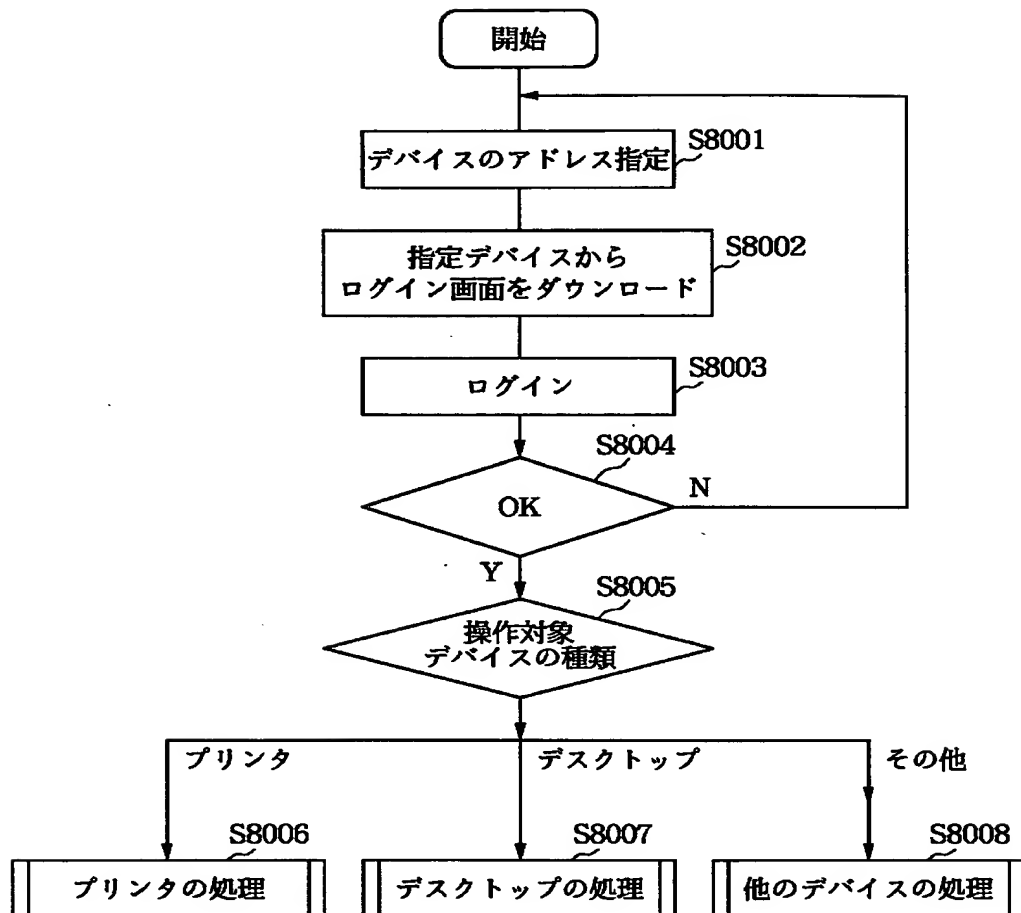 開始
S8001
デバイスのアドレス指定
S8002
指定デバイスから
ログイン画面をダウンロード
S8003
ログイン
S8004
OK
N
Y
S8005
操作対象
デバイスの種類
プリンタ
デスクトップ
その他
S8006
S8007
S8008
プリンタの処理
デスクトップの処理
他のデバイスの処理